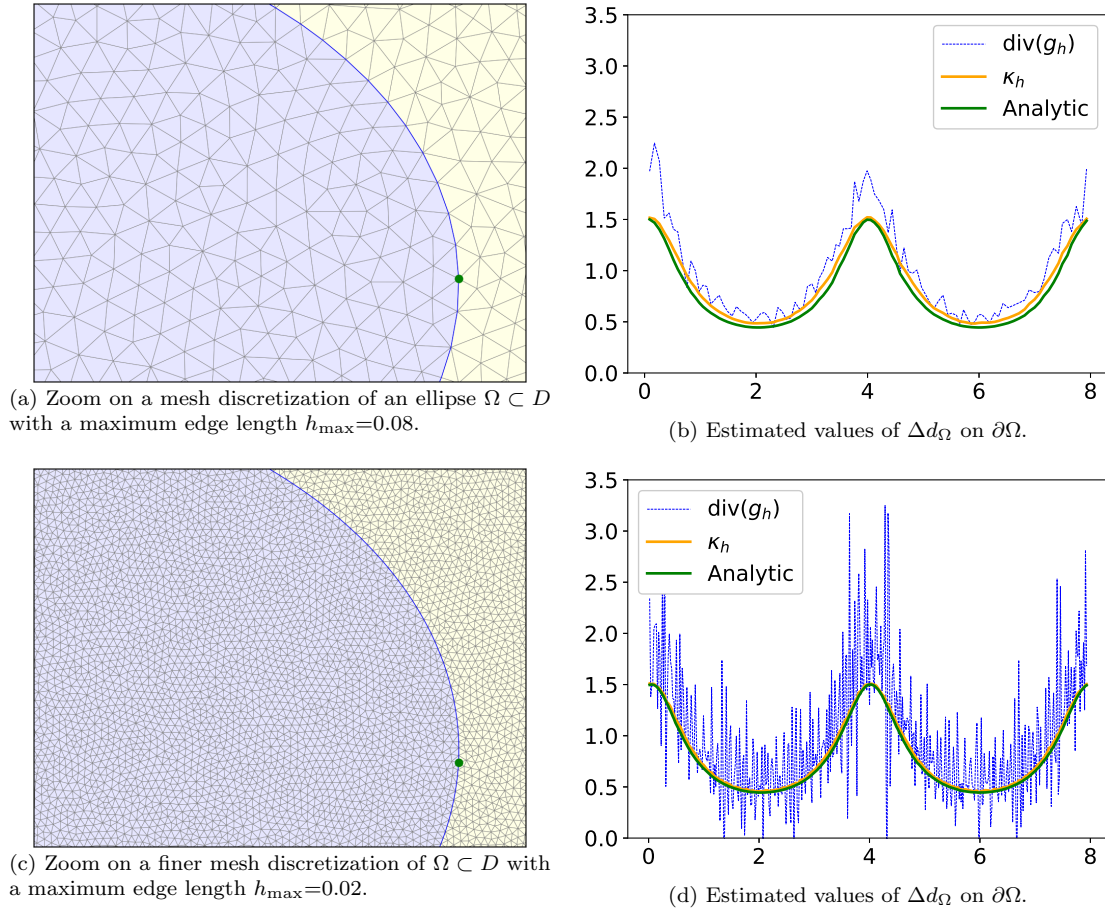 3.5
3.0
2.5
2.0
1.5
1.0
0.5
0.0
0 2 4 6 8
div(g_h)
κ_h
Analytic
(a) Zoom on a mesh discretization of an ellipse Ω ⊂ D
with a maximum edge length h_max=0.08.
(b) Estimated values of Δd_Ω on ∂Ω.
3.5
3.0
2.5
2.0
1.5
1.0
0.5
0.0
0 2 4 6 8
div(g_h)
κ_h
Analytic
(c) Zoom on a finer mesh discretization of Ω ⊂ D with
a maximum edge length h_max=0.02.
(d) Estimated values of Δd_Ω on ∂Ω.